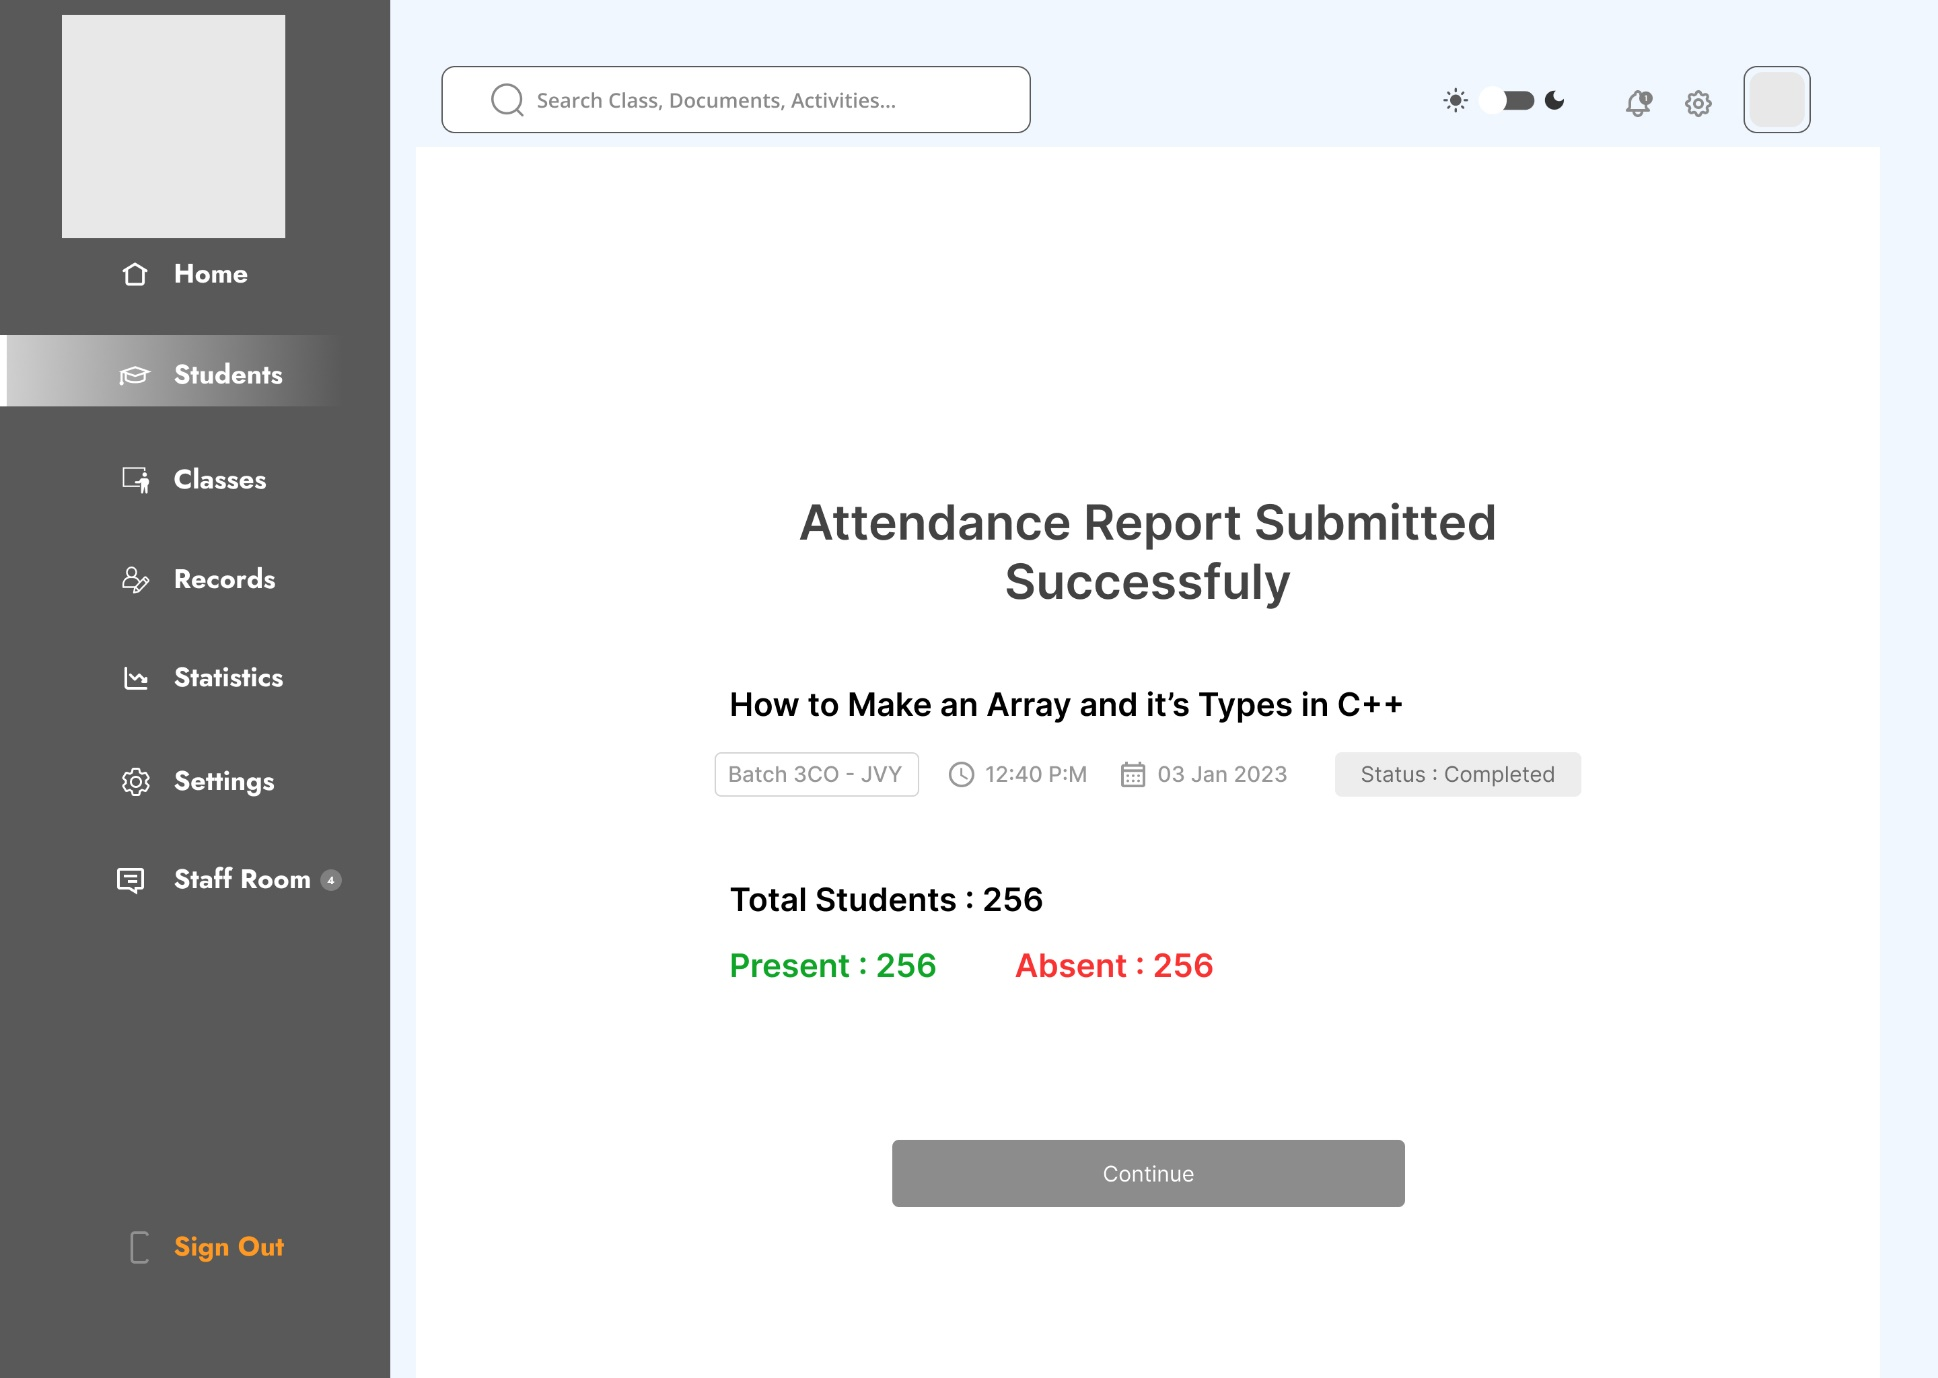 Search Class, Documents, Activities...
1
Home
Students
Classes
Records
Statistics
Settings
Staff Room 4
Sign Out
Attendance Report Submitted
Successfuly
How to Make an Array and it’s Types in C++
Batch 3CO - JVY 12:40 P:M 03 Jan 2023 Status : Completed
Total Students : 256
Present : 256 Absent : 256
Continue